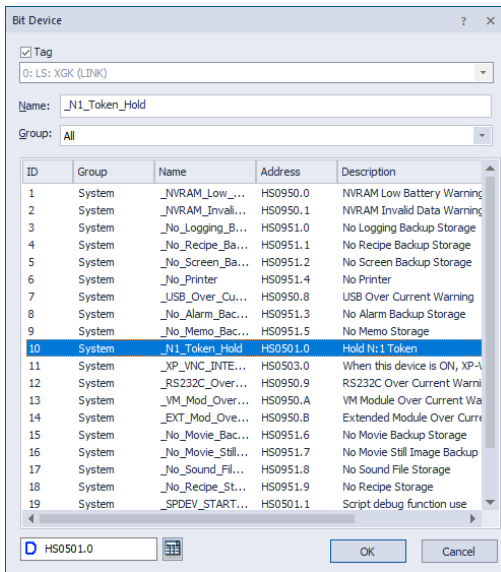 Bit Device ? ×
Tag
0: LS: XGK (LINK)
Name: _N1_Token_Hold
Group: All
ID Group Name Address Description
1 System _NVRAM_Low_... HS0950.0 NVRAM Low Battery Warning
2 System _NVRAM_Invali... HS0950.1 NVRAM Invalid Data Warning
3 System _No_Logging_B... HS0951.0 No Logging Backup Storage
4 System _No_Recipe_Ba... HS0951.1 No Recipe Backup Storage
5 System _No_Screen_Ba... HS0951.2 No Screen Backup Storage
6 System _No_Printer HS0951.4 No Printer
7 System _USB_Over_Cu... HS0950.8 USB Over Current Warning
8 System _No_Alarm_Bac... HS0951.3 No Alarm Backup Storage
9 System _No_Memo_Bac... HS0951.5 No Memo Storage
10 System _N1_Token_Hold HS0501.0 Hold N:1 Token
11 System _XP_VNC_INTE... HS0503.0 When this device is ON, XP-V
12 System _RS232C_Over... HS0950.9 RS232C Over Current Warni
13 System _VM_Mod_Over... HS0950.A VM Module Over Current Wa
14 System _EXT_Mod_Ove... HS0950.B Extended Module Over Curre
15 System _No_Movie_Bac... HS0951.6 No Movie Backup Storage
16 System _No_Movie_Still... HS0951.7 No Movie Still Image Backup
17 System _No_Sound_Fil... HS0951.8 No Sound File Storage
18 System _No_Recipe_St... HS0951.9 No Recipe Storage
19 System _SPDEV_START... HS0501.1 Script debug function use
D HS0501.0 OK Cancel